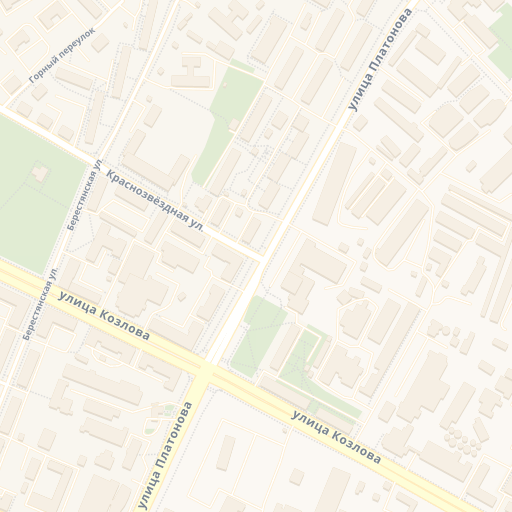 Горный переулок
улица Платонова
Берестянская ул.
Краснозвёздная ул.
Берестянская ул.
улица Козлова
улица Козлова
улица Платонова